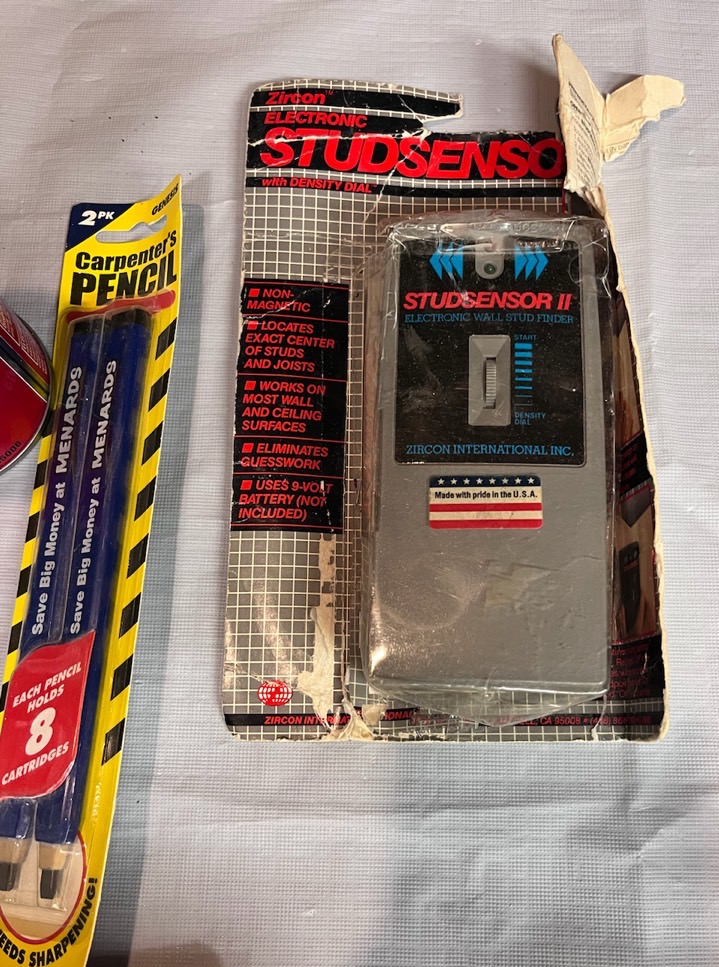 2PK
GENESIS
Carpenter's
PENCIL
Save Big Money at MENARDS
Save Big Money at MENARDS
EACH PENCIL
HOLDS
8
CARTRIDGES
EEDS SHARPENING!
Zircon™
ELECTRONIC
STUDSENSO
with DENSITY DIAL
■ NON-
MAGNETIC
■ LOCATES
EXACT CENTER
OF STUDS
AND JOISTS
■ WORKS ON
MOST WALL
AND CEILING
SURFACES
■ ELIMINATES
GUESSWORK
■ USES 9-VOLT
BATTERY (NOT
INCLUDED)
STUDSENSOR II
ELECTRONIC WALL STUD FINDER
START
DENSITY
DIAL
ZIRCON INTERNATIONAL INC.
Made with pride in the U.S.A.
ZIRCON INTERNATIONAL CA 95008